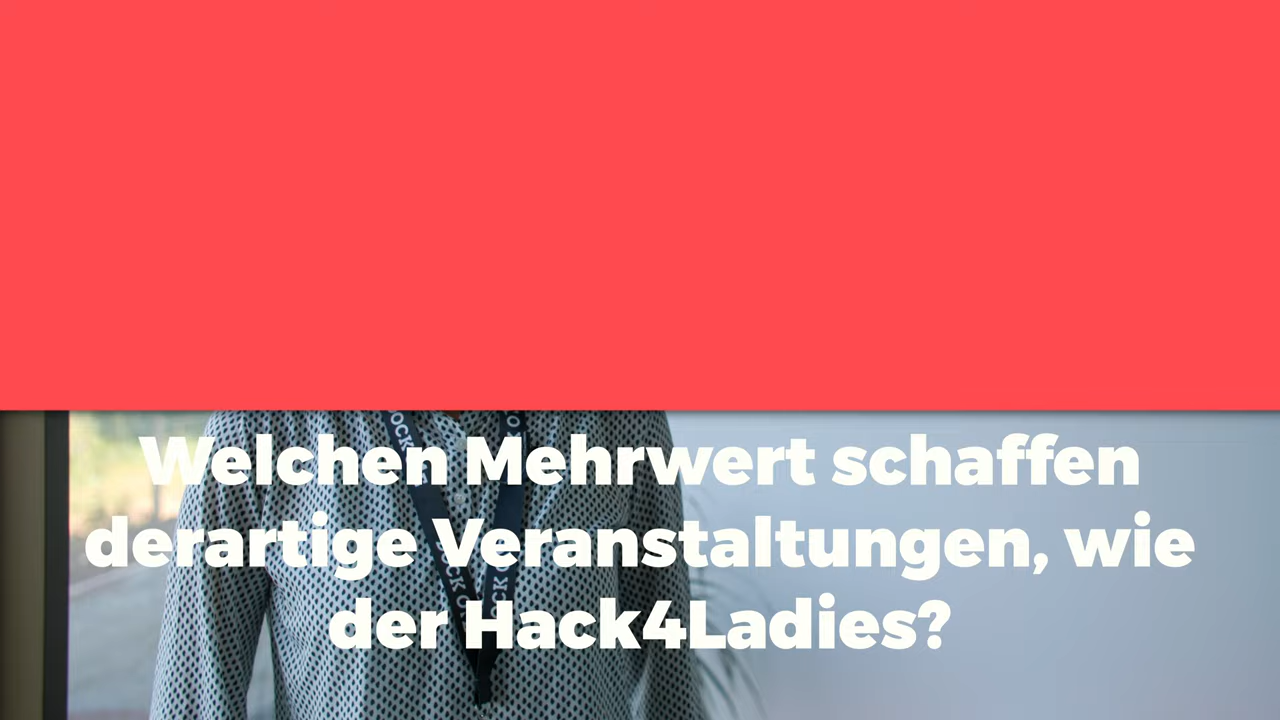 Welchen Mehrwert schaffen
derartige Veranstaltungen, wie
der Hack4Ladies?